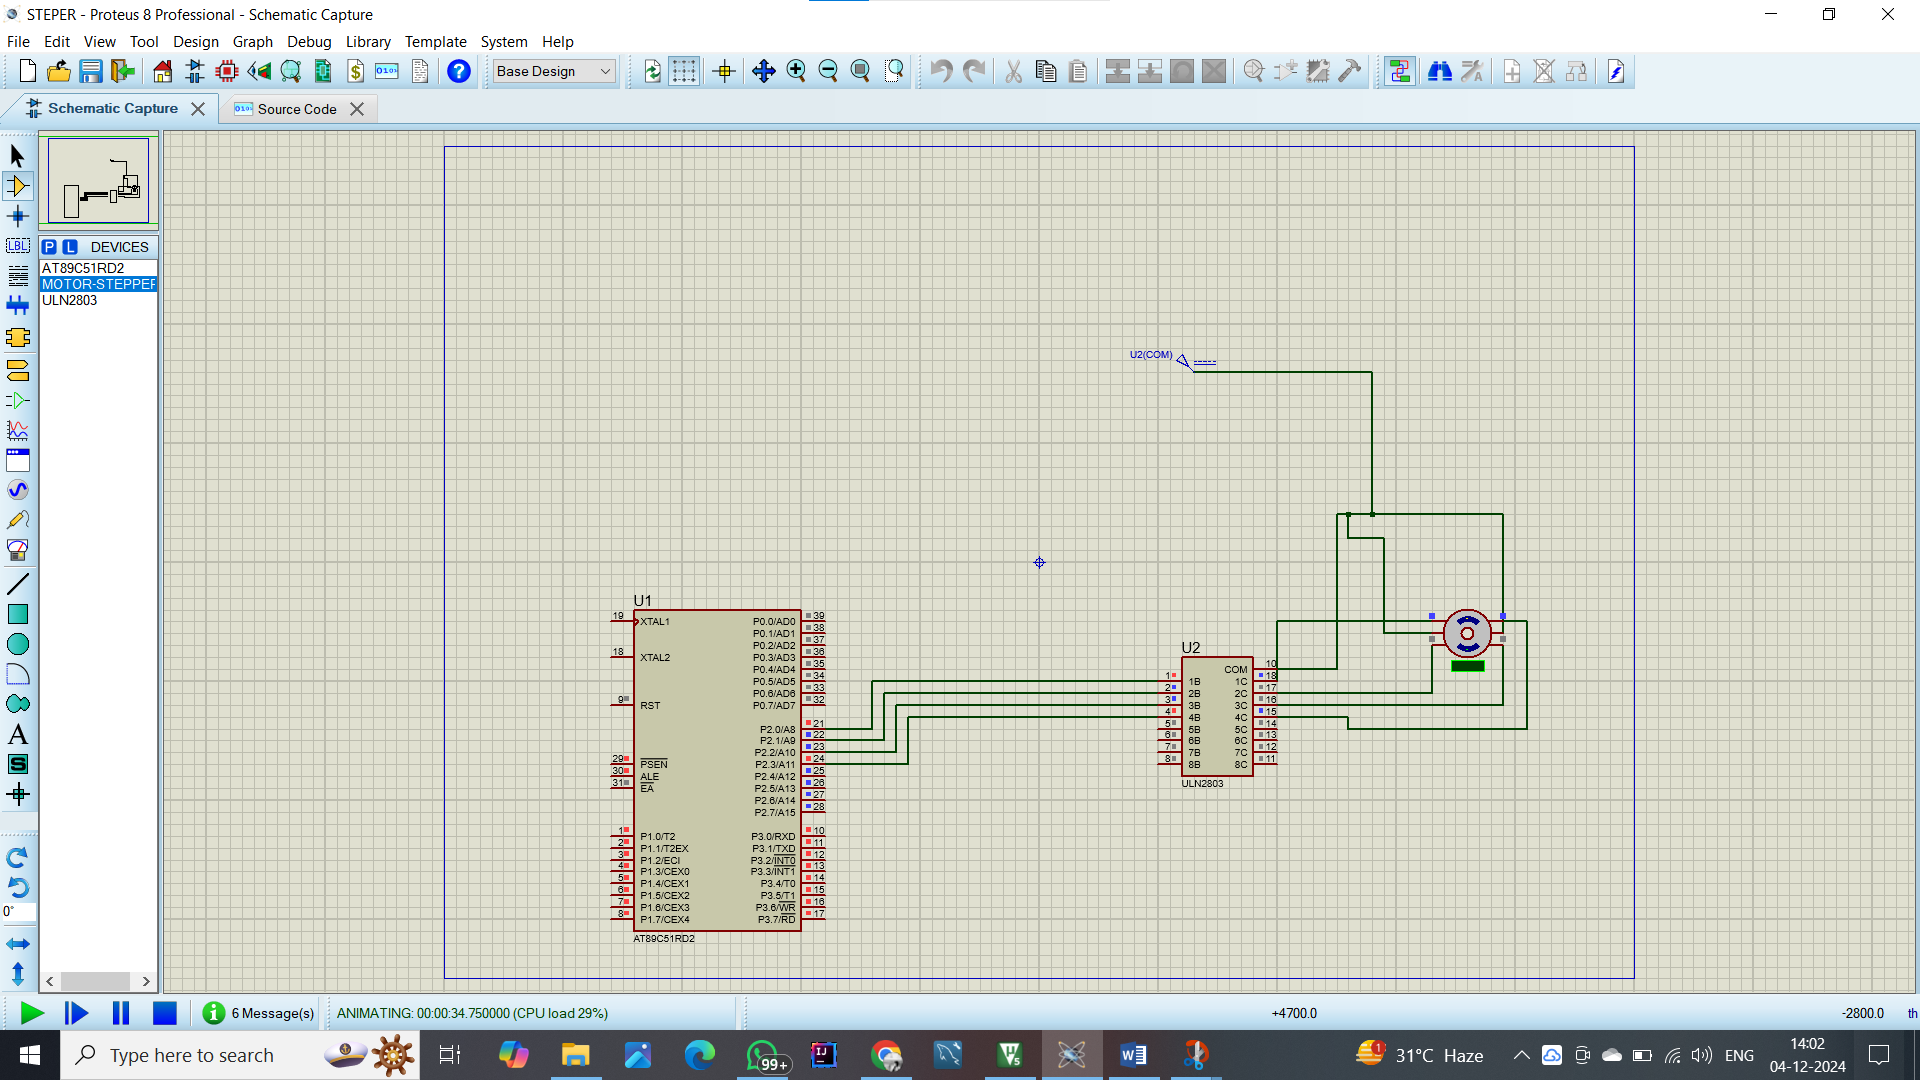 STEPER - Proteus 8 Professional - Schematic Capture
File Edit View Tool Design Graph Debug Library Template System Help
Base Design
Schematic Capture
Source Code
P L DEVICES
AT89C51RD2
MOTOR-STEPPER
ULN2803
LBL
A
S
0°
U2(COM)
U1
19 XTAL1
18 XTAL2
9 RST
29 PSEN
30 ALE
31 EA
1 P1.0/T2
2 P1.1/T2EX
3 P1.2/ECI
4 P1.3/CEX0
5 P1.4/CEX1
6 P1.5/CEX2
7 P1.6/CEX3
8 P1.7/CEX4
P0.0/AD0 39
P0.1/AD1 38
P0.2/AD2 37
P0.3/AD3 36
P0.4/AD4 35
P0.5/AD5 34
P0.6/AD6 33
P0.7/AD7 32
P2.0/A8 21
P2.1/A9 22
P2.2/A10 23
P2.3/A11 24
P2.4/A12 25
P2.5/A13 26
P2.6/A14 27
P2.7/A15 28
P3.0/RXD 10
P3.1/TXD 11
P3.2/INT0 12
P3.3/INT1 13
P3.4/T0 14
P3.5/T1 15
P3.6/WR 16
P3.7/RD 17
AT89C51RD2
U2
COM 10
1 1B 1C 18
2 2B 2C 17
3 3B 3C 16
4 4B 4C 15
5 5B 5C 14
6 6B 6C 13
7 7B 7C 12
8 8B 8C 11
ULN2803
6 Message(s)
ANIMATING: 00:00:34.750000 (CPU load 29%)
+4700.0
-2800.0
th
Type here to search
99+
31°C Haze
ENG
14:02
04-12-2024